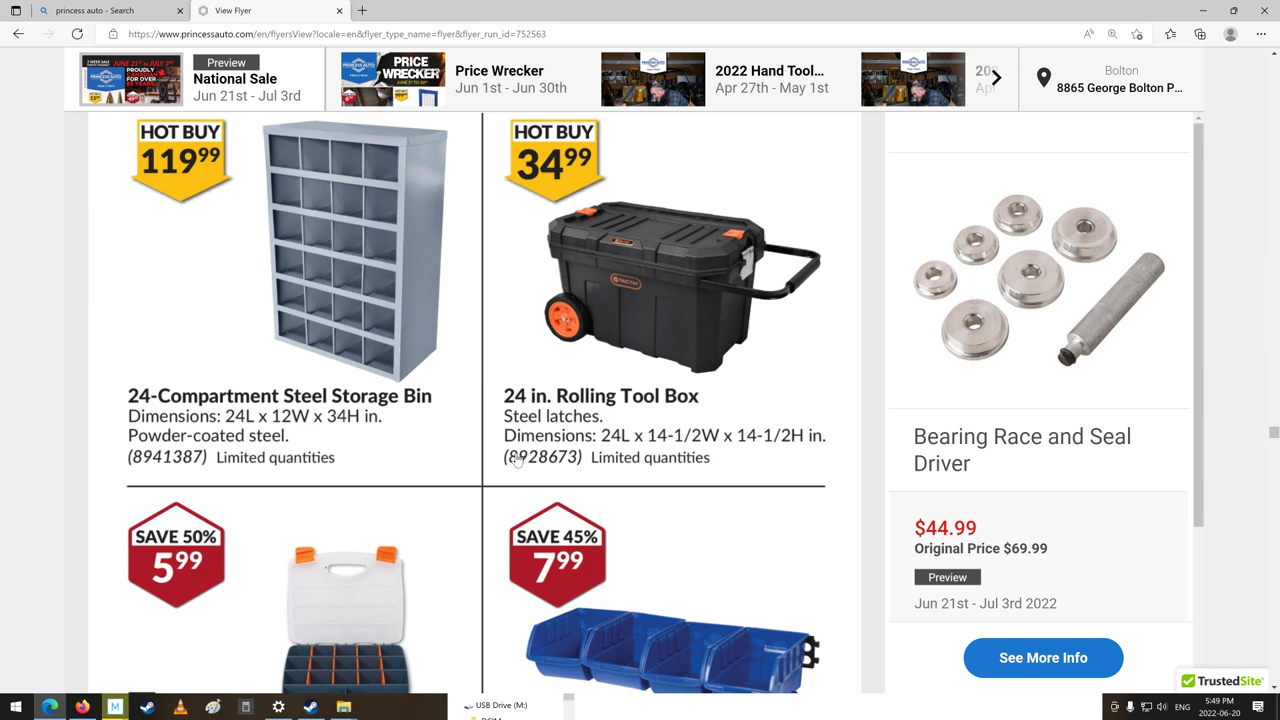 princess auto - Search
View Flyer
https://www.princessauto.com/en/flyersView?locale=en&flyer_type_name=flyer&flyer_run_id=752563
Preview
National Sale
Jun 21st - Jul 3rd
Price Wrecker
Jun 1st - Jun 30th
2022 Hand Tool...
Apr 27th - May 1st
8865 George Bolton P...
HOT BUY
119 99
24-Compartment Steel Storage Bin
Dimensions: 24L x 12W x 34H in.
Powder-coated steel.
(8941387) Limited quantities
HOT BUY
34 99
24 in. Rolling Tool Box
Steel latches.
Dimensions: 24L x 14-1/2W x 14-1/2H in.
(8928673) Limited quantities
SAVE 50%
5 99
SAVE 45%
7 99
Bearing Race and Seal
Driver
$44.99
Original Price $69.99
Preview
Jun 21st - Jul 3rd 2022
See More Info
TrustedSite
USB Drive (M:)
ENG
5:49 PM
2022-06-20